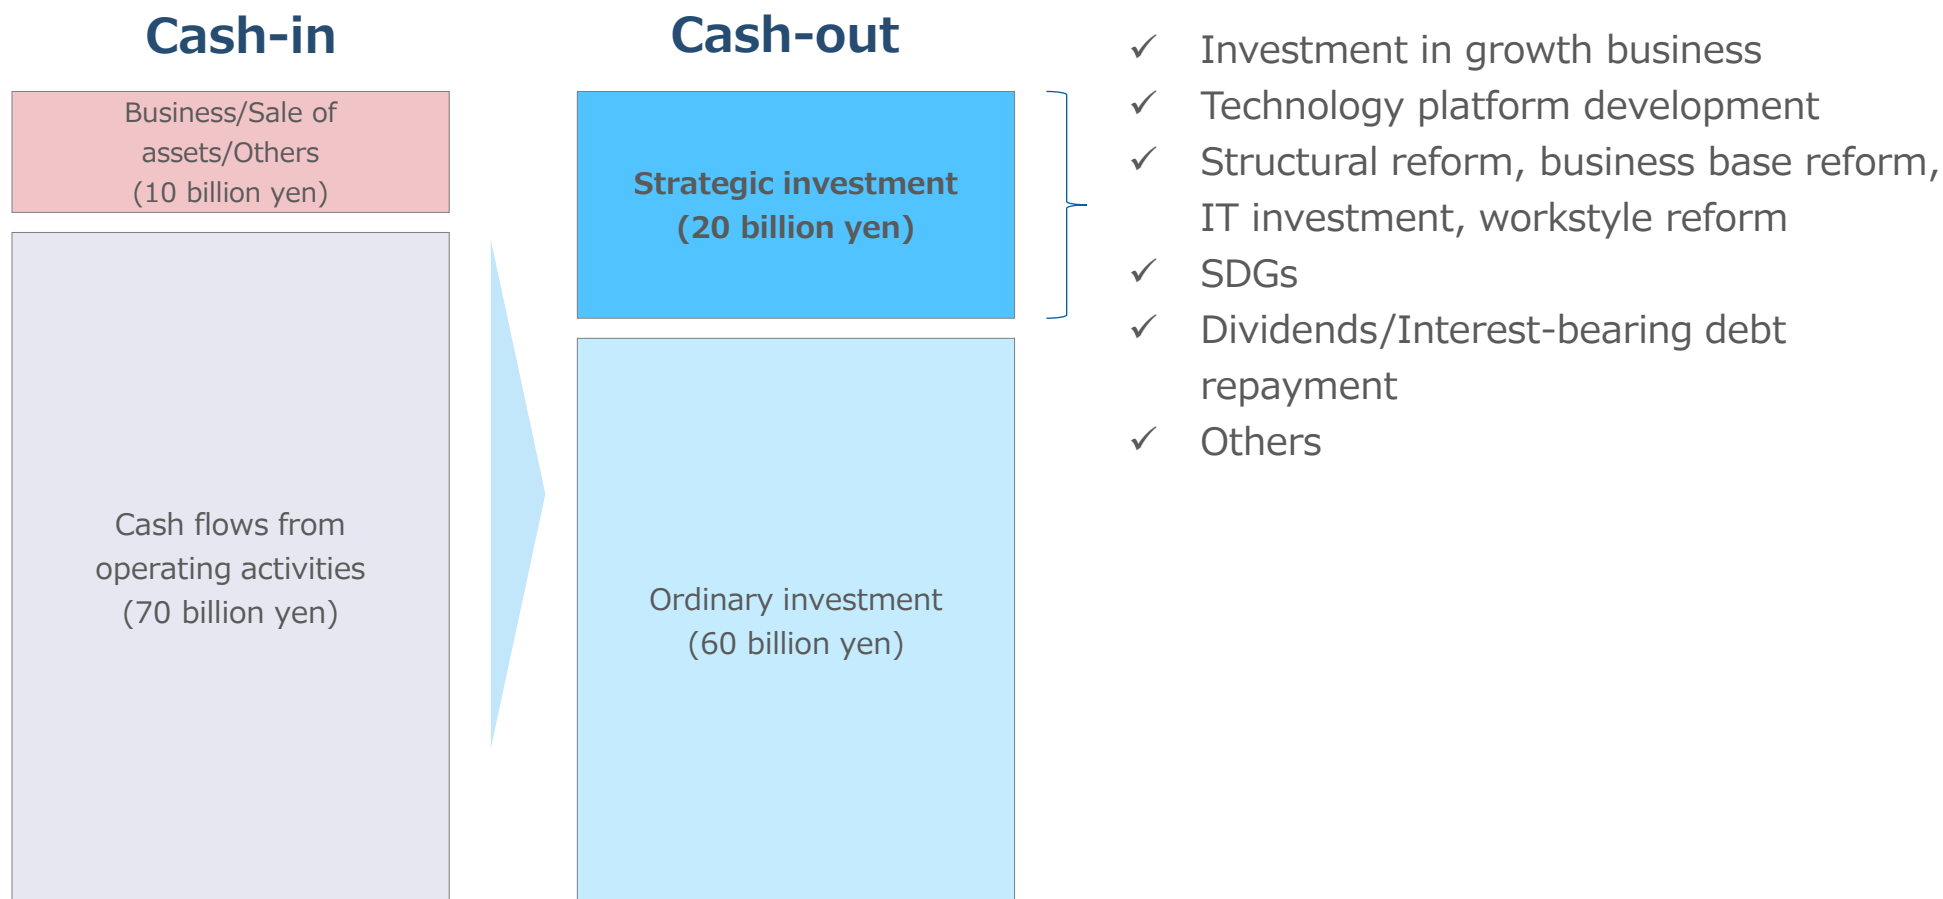 Cash-in
Business/Sale of
assets/Others
(10 billion yen)
Cash flows from
operating activities
(70 billion yen)
Cash-out
Strategic investment
(20 billion yen)
Ordinary investment
(60 billion yen)
✓ Investment in growth business
✓ Technology platform development
✓ Structural reform, business base reform,
IT investment, workstyle reform
✓ SDGs
✓ Dividends/Interest-bearing debt
repayment
✓ Others